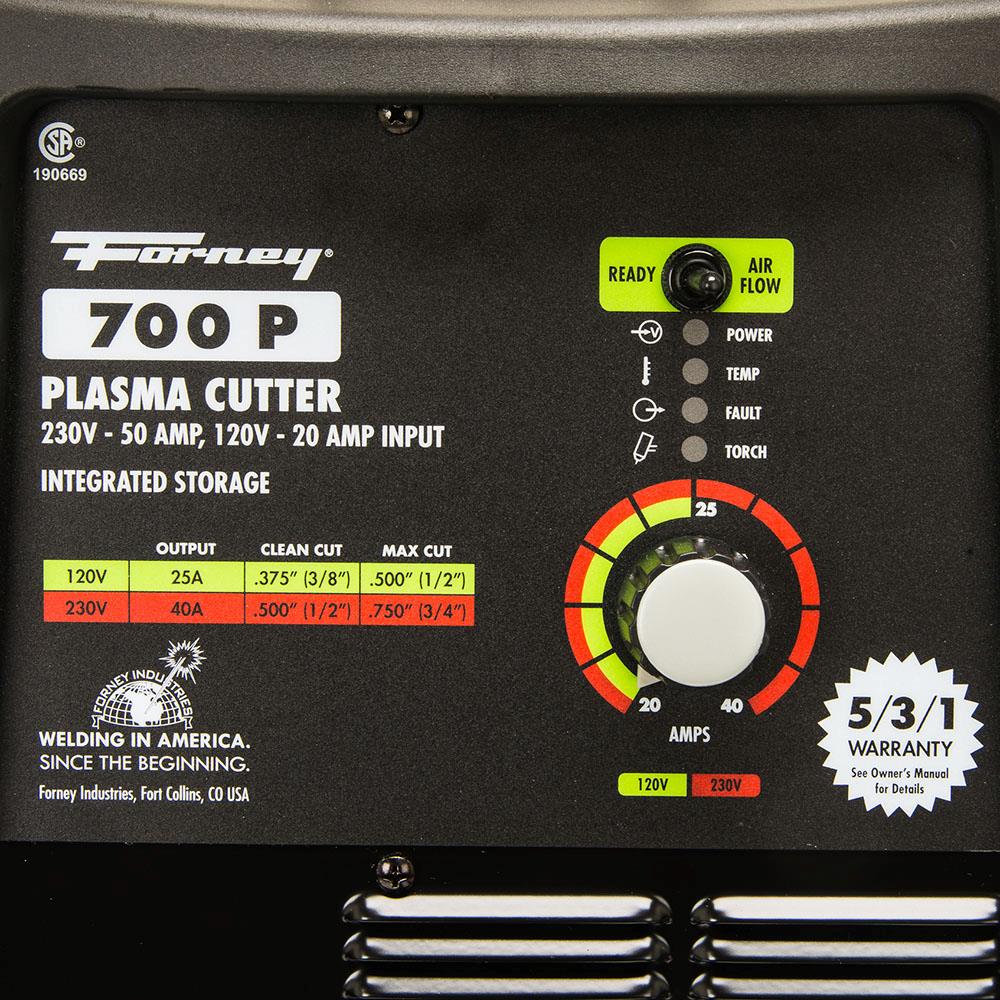 SA®
190669
Forney®
700 P
PLASMA CUTTER
230V - 50 AMP, 120V - 20 AMP INPUT
INTEGRATED STORAGE
OUTPUT CLEAN CUT MAX CUT
120V 25A .375" (3/8") .500" (1/2")
230V 40A .500" (1/2") .750" (3/4")
FORNEY INDUSTRIES
WELDING IN AMERICA.
SINCE THE BEGINNING.
Forney Industries, Fort Collins, CO USA
READY AIR FLOW
V POWER
TEMP
FAULT
TORCH
25
20 40
AMPS
120V 230V
5/3/1
WARRANTY
See Owner's Manual
for Details